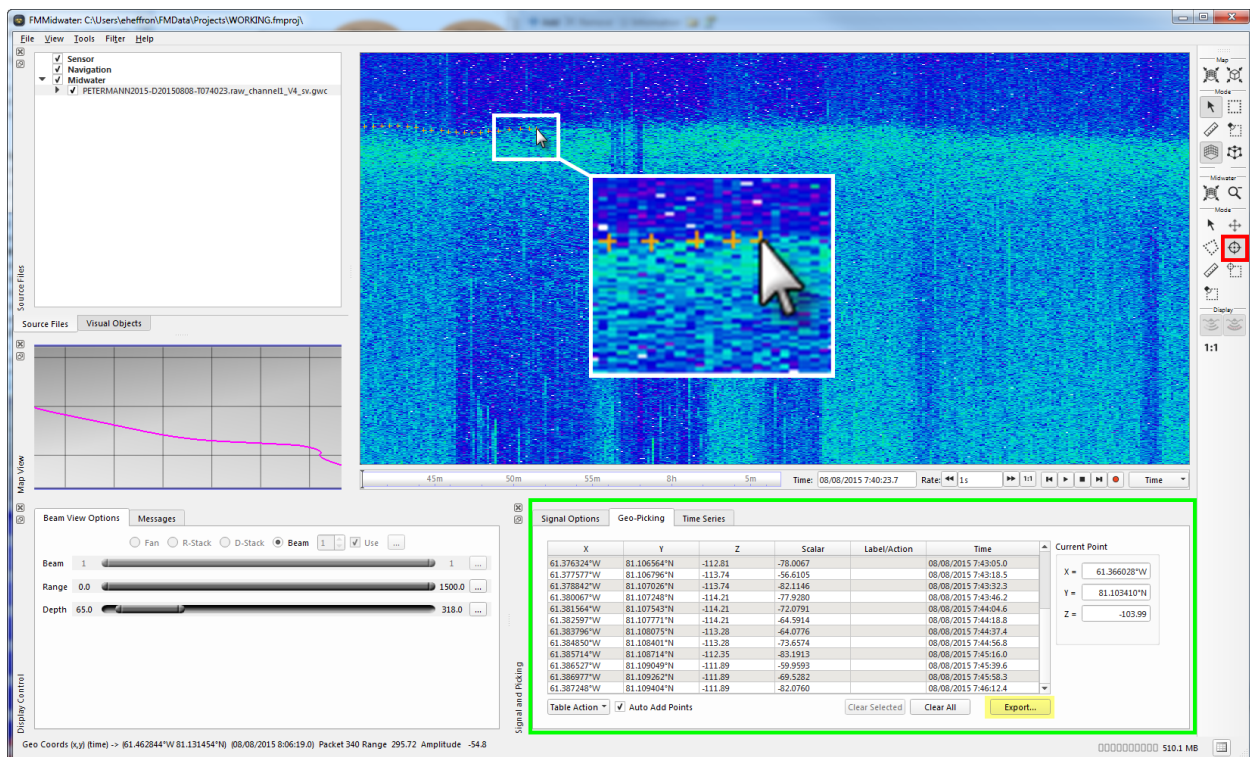 FMMidwater: C:\Users\eheffron\FMData\Projects\WORKING.fmproj\
File View Tools Filter Help
Sensor
Navigation
Midwater
PETERMANN2015-D20150808-T074023.raw_channel1_V4_sv.gwc
Source Files
Source Files Visual Objects
Map View
Map
Mode
Midwater
Mode
Display
1:1
45m 50m 55m 8h 5m Time: 08/08/2015 7:40:23.7 Rate: 1s 1:1 Time
Display Control
Beam View Options Messages
Fan R-Stack D-Stack Beam 1 Use ...
Beam 1 1 ...
Range 0.0 1500.0 ...
Depth 65.0 318.0 ...
Signal and Picking
Signal Options Geo-Picking Time Series
X Y Z Scalar Label/Action Time
61.376324°W 81.106564°N -112.81 -78.0067 08/08/2015 7:43:05.0
61.377577°W 81.106796°N -113.74 -56.6105 08/08/2015 7:43:18.5
61.378842°W 81.107026°N -113.74 -82.1146 08/08/2015 7:43:32.3
61.380067°W 81.107248°N -114.21 -77.9280 08/08/2015 7:43:46.2
61.381564°W 81.107543°N -114.21 -72.0791 08/08/2015 7:44:04.6
61.382597°W 81.107771°N -114.21 -64.5914 08/08/2015 7:44:18.8
61.383796°W 81.108075°N -113.28 -64.0776 08/08/2015 7:44:37.4
61.384850°W 81.108401°N -113.28 -73.6574 08/08/2015 7:44:56.8
61.385714°W 81.108714°N -112.35 -83.1913 08/08/2015 7:45:16.0
61.386527°W 81.109049°N -111.89 -59.9593 08/08/2015 7:45:39.6
61.386977°W 81.109262°N -111.89 -69.5282 08/08/2015 7:45:58.3
61.387248°W 81.109404°N -111.89 -82.0760 08/08/2015 7:46:12.4
Current Point
X = 61.366028°W
Y = 81.103410°N
Z = -103.99
Table Action Auto Add Points Clear Selected Clear All Export...
Geo Coords (x,y) (time) -> (61.462844°W 81.131454°N) (08/08/2015 8:06:19.0) Packet 340 Range 295.72 Amplitude -54.8
510.1 MB